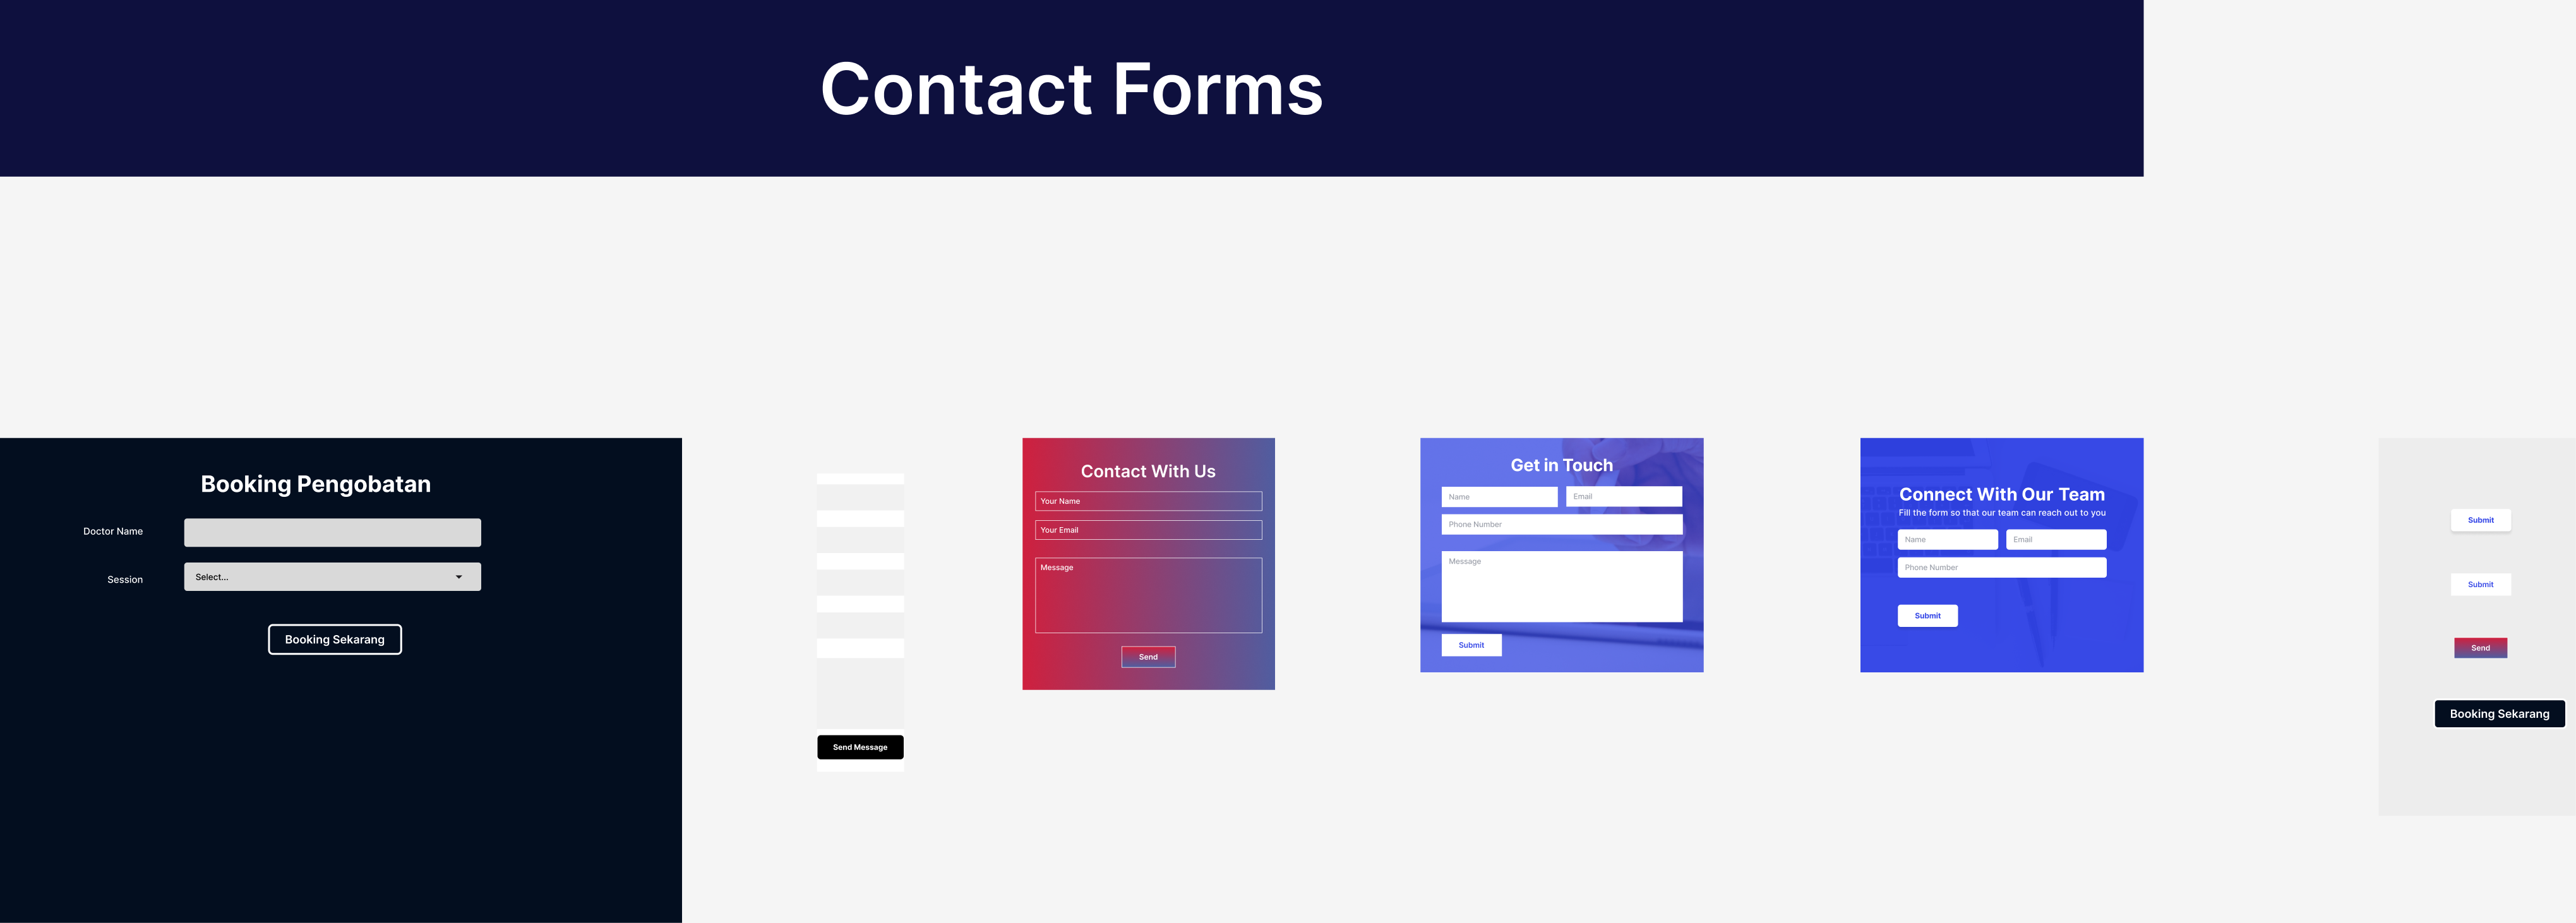 Contact Forms
Booking Pengobatan
Doctor Name
Session
Select...
Booking Sekarang
Send Message
Contact With Us
Your Name
Your Email
Message
Send
Get in Touch
Name
Email
Phone Number
Message
Submit
Connect With Our Team
Fill the form so that our team can reach out to you
Name
Email
Phone Number
Submit
Submit
Submit
Send
Booking Sekarang